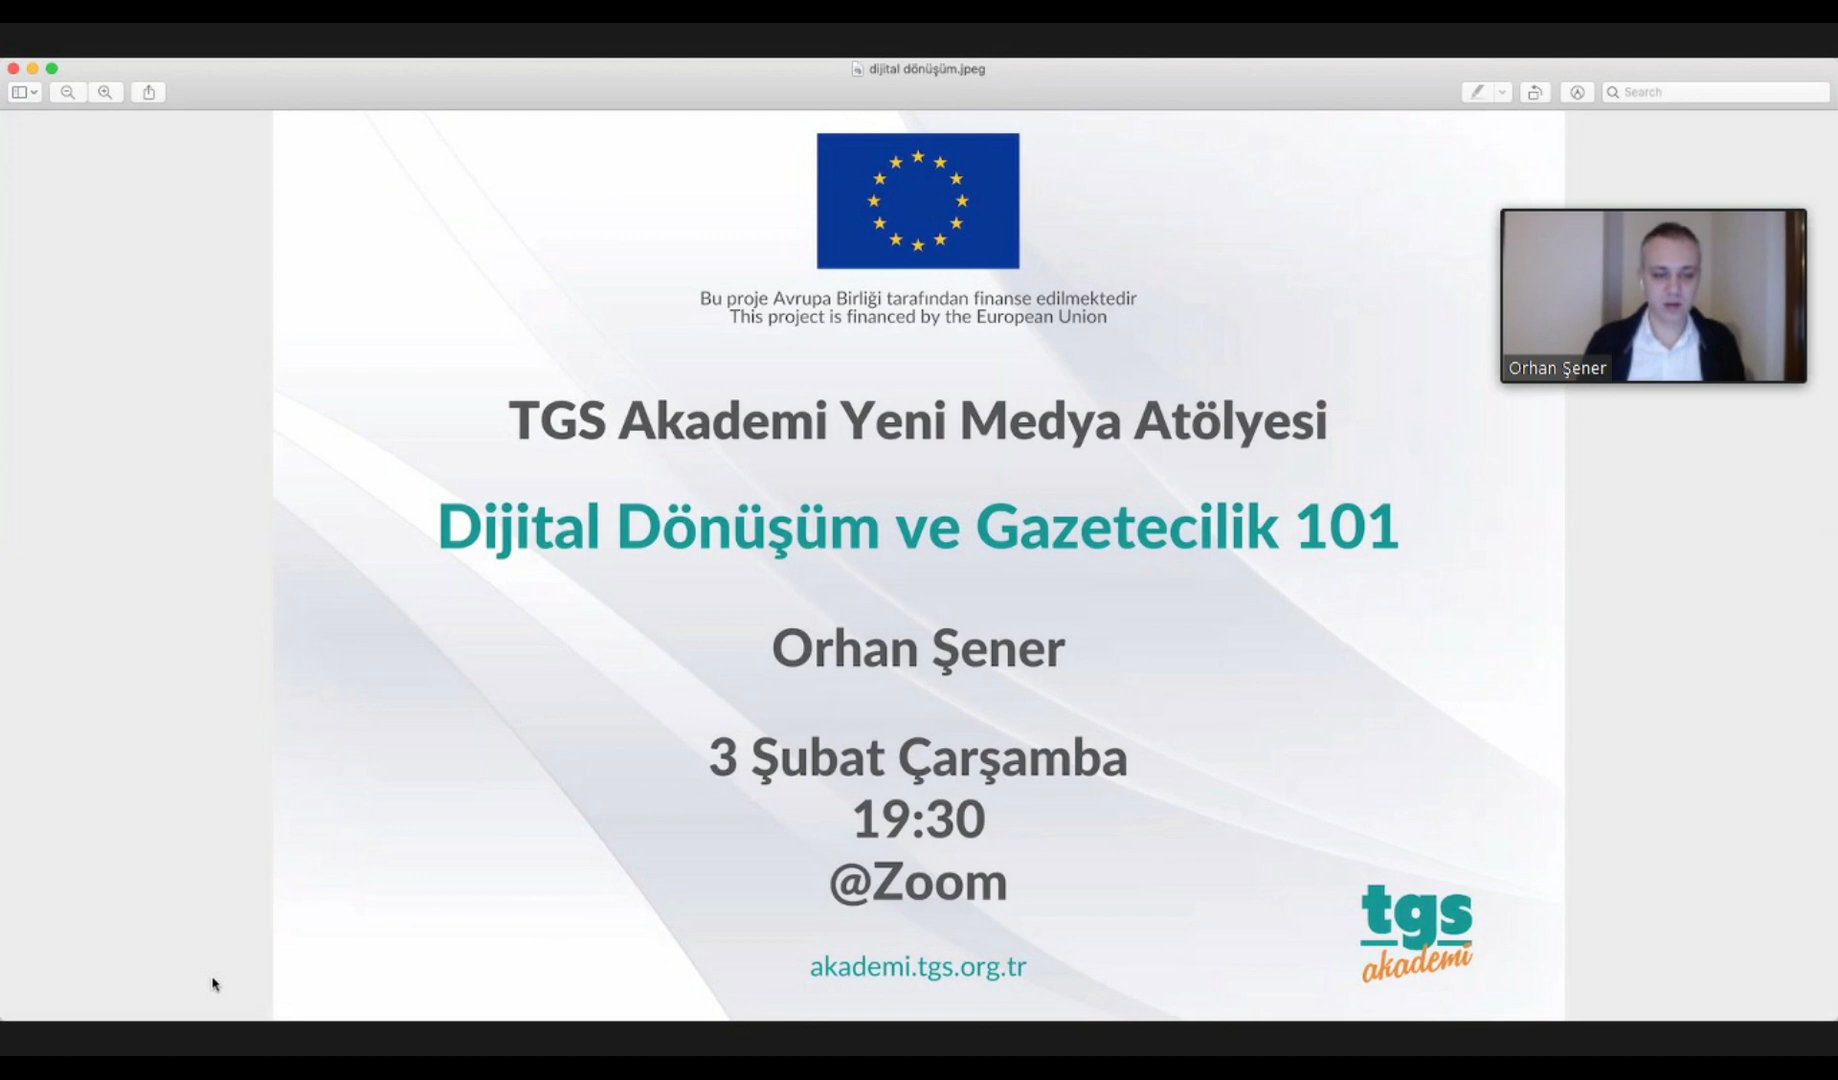 dijital dönüşüm.jpeg
Search
Bu proje Avrupa Birliği tarafından finanse edilmektedir
This project is financed by the European Union
Orhan Şener
TGS Akademi Yeni Medya Atölyesi
Dijital Dönüşüm ve Gazetecilik 101
Orhan Şener
3 Şubat Çarşamba
19:30
@Zoom
akademi.tgs.org.tr
tgs
akademi